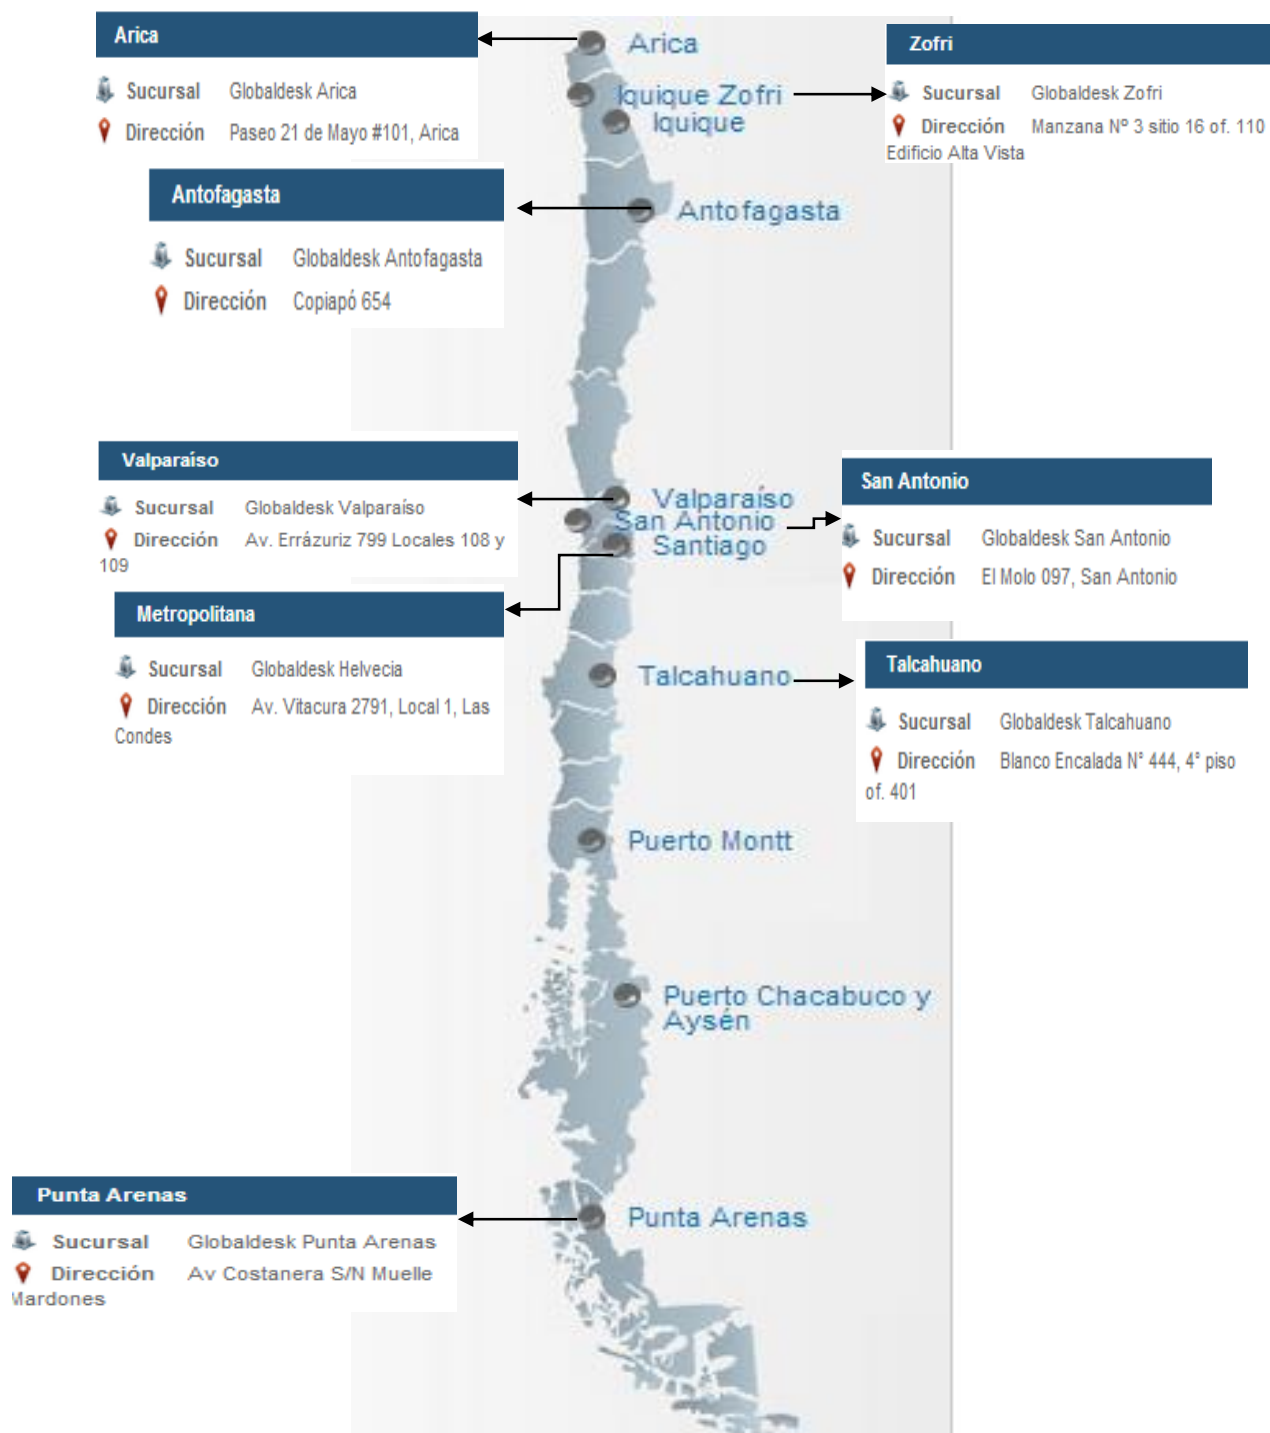 Arica
Sucursal Globaldesk Arica
Dirección Paseo 21 de Mayo #101, Arica
Arica
Zofri
Sucursal Globaldesk Zofri
Dirección Manzana Nº 3 sitio 16 of. 110
Edificio Alta Vista
Iquique Zofri
Iquique
Antofagasta
Sucursal Globaldesk Antofagasta
Dirección Copiapó 654
Antofagasta
Valparaíso
Sucursal Globaldesk Valparaíso
Dirección Av. Errázuriz 799 Locales 108 y
109
Valparaíso
San Antonio
Santiago
San Antonio
Sucursal Globaldesk San Antonio
Dirección El Molo 097, San Antonio
Metropolitana
Sucursal Globaldesk Helvecia
Dirección Av. Vitacura 2791, Local 1, Las
Condes
Talcahuano
Talcahuano
Sucursal Globaldesk Talcahuano
Dirección Blanco Encalada N° 444, 4° piso
of. 401
Puerto Montt
Puerto Chacabuco y
Aysén
Punta Arenas
Sucursal Globaldesk Punta Arenas
Dirección Av Costanera S/N Muelle
Mardones
Punta Arenas